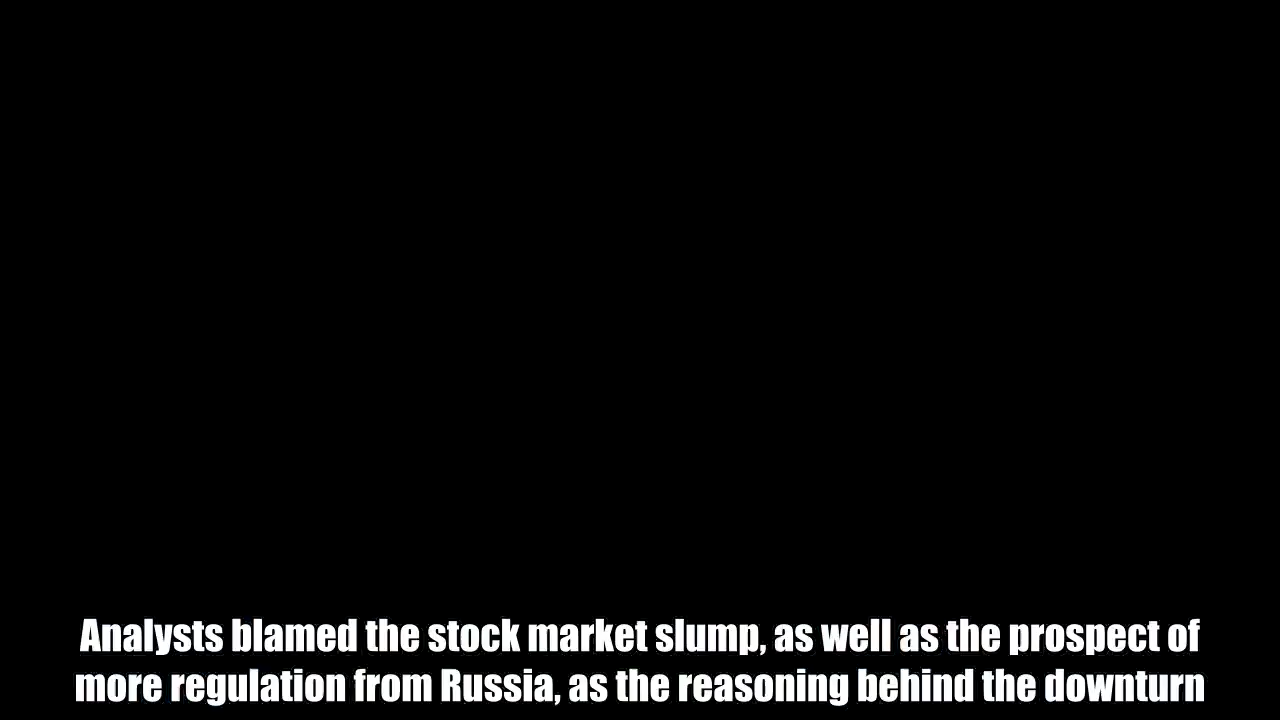 Analysts blamed the stock market slump, as well as the prospect of
more regulation from Russia, as the reasoning behind the downturn